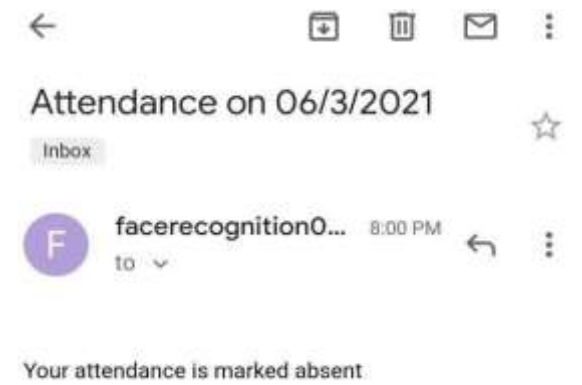 Attendance on 06/3/2021
Inbox
F
facerecognition0... 8:00 PM
to
Your attendance is marked absent